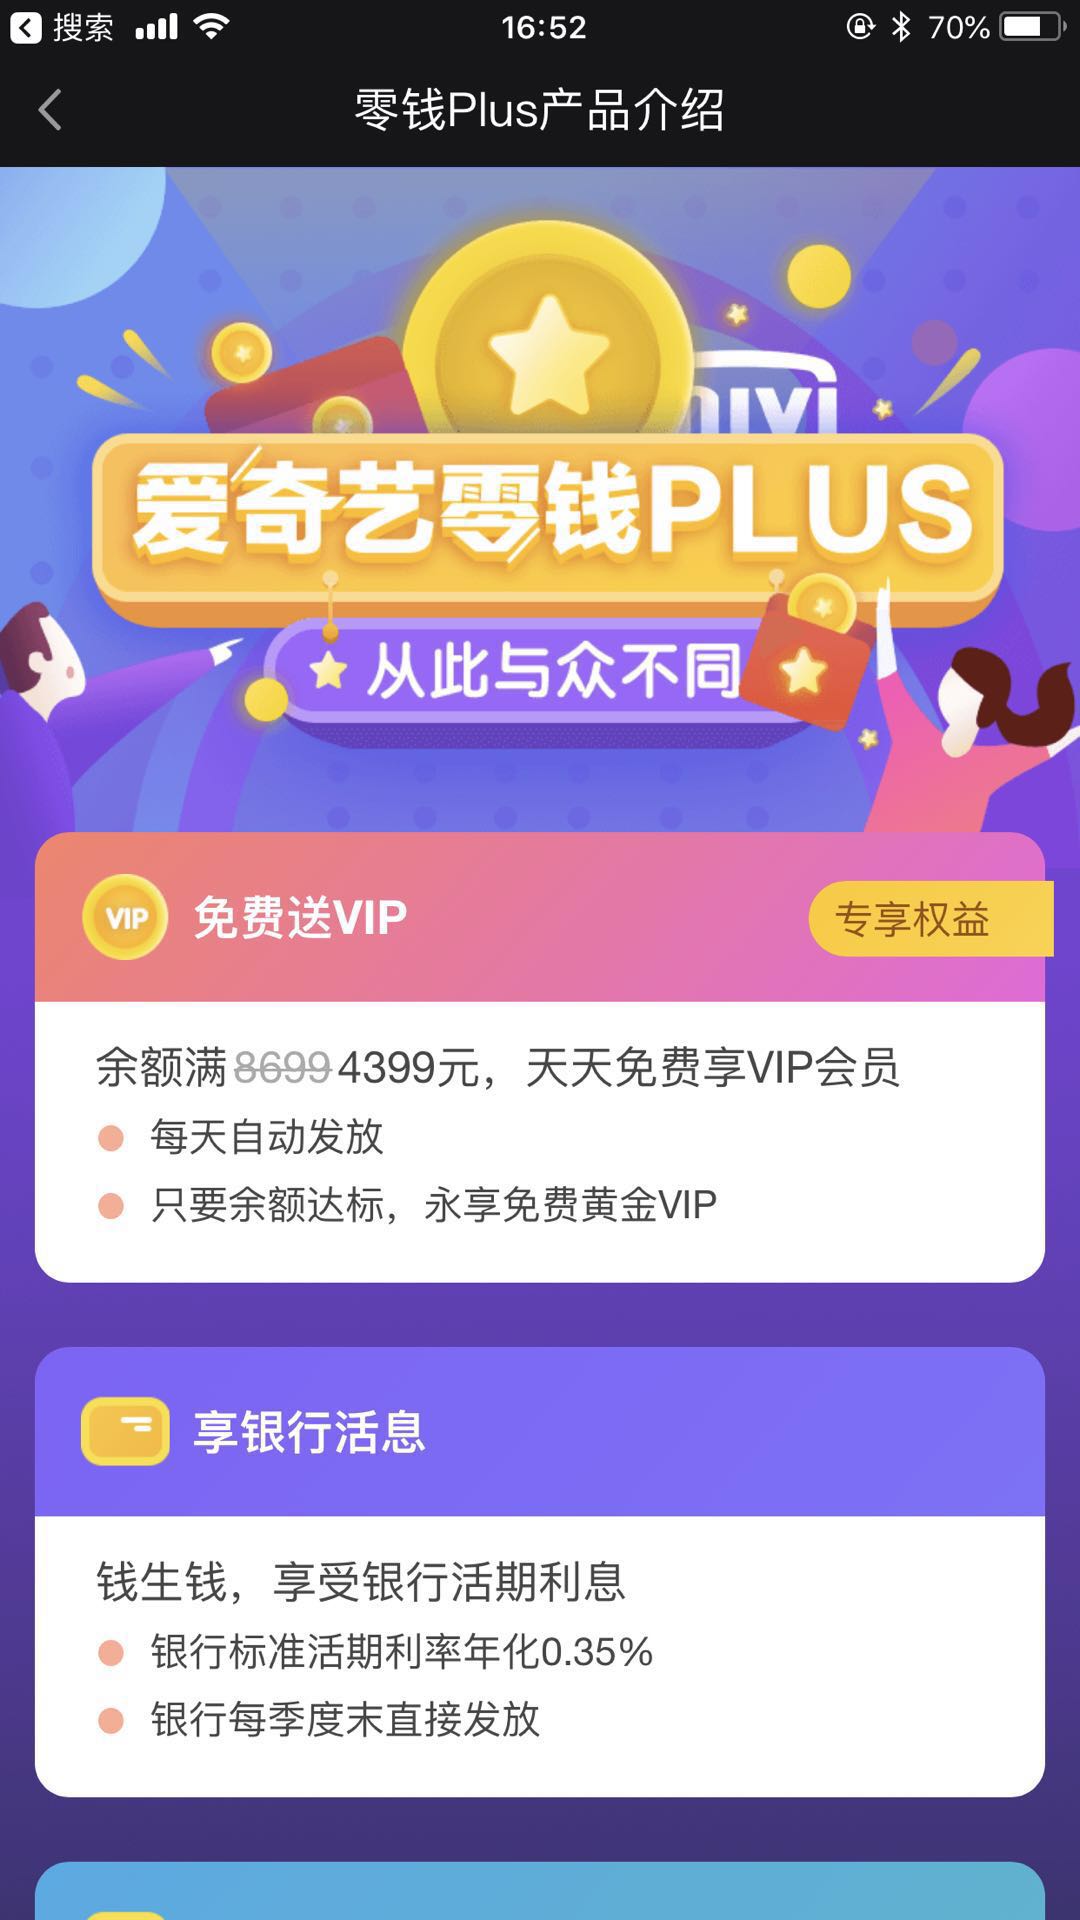 搜索
16:52
70%
零钱Plus产品介绍
爱奇艺零钱PLUS
从此与众不同
VIP
免费送VIP
专享权益
余额满8699 4399元，天天免费享VIP会员
每天自动发放
只要余额达标，永享免费黄金VIP
享银行活息
钱生钱，享受银行活期利息
银行标准活期利率年化0.35%
银行每季度末直接发放